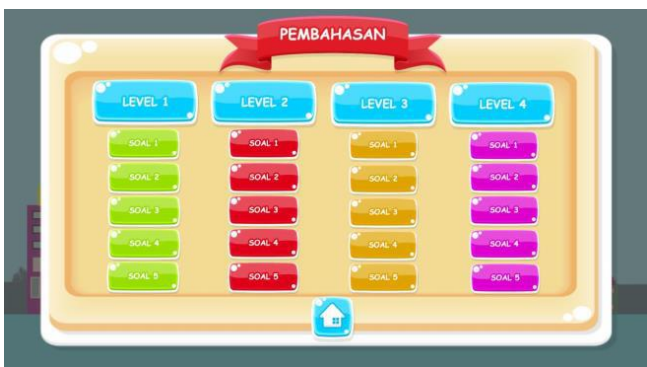 PEMBAHASAN
LEVEL 1 LEVEL 2 LEVEL 3 LEVEL 4
SOAL 1 SOAL 1 SOAL 1 SOAL 1
SOAL 2 SOAL 2 SOAL 2 SOAL 2
SOAL 3 SOAL 3 SOAL 3 SOAL 3
SOAL 4 SOAL 4 SOAL 4 SOAL 4
SOAL 5 SOAL 5 SOAL 5 SOAL 5